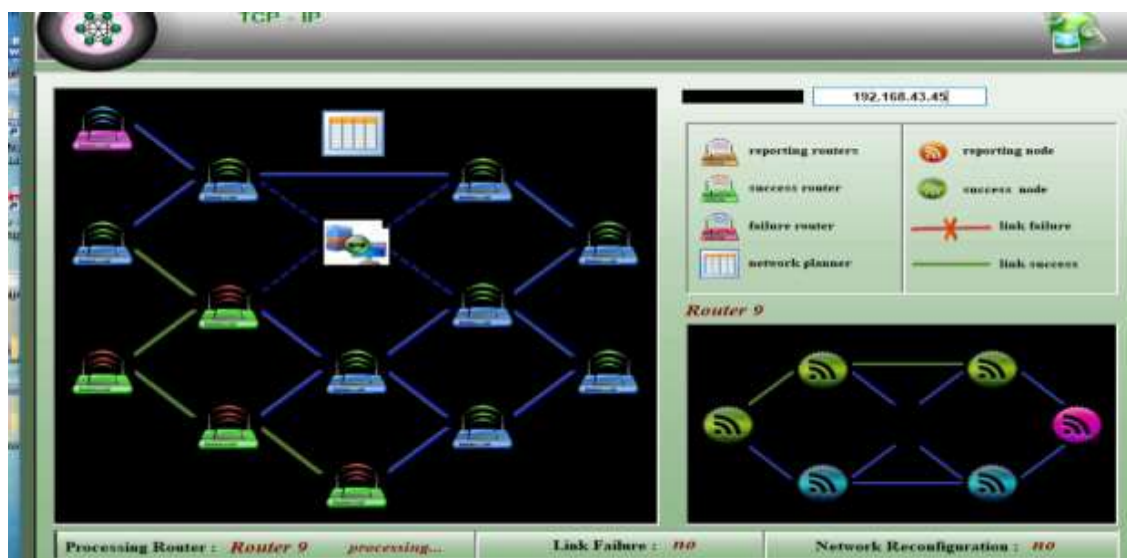 TCP - IP
192.168.43.45
reporting routers
reporting node
success router
success node
failure router
link failure
network planner
link success
Router 9
Processing Router : Router 9 processing...
Link Failure : no
Network Reconfiguration : no